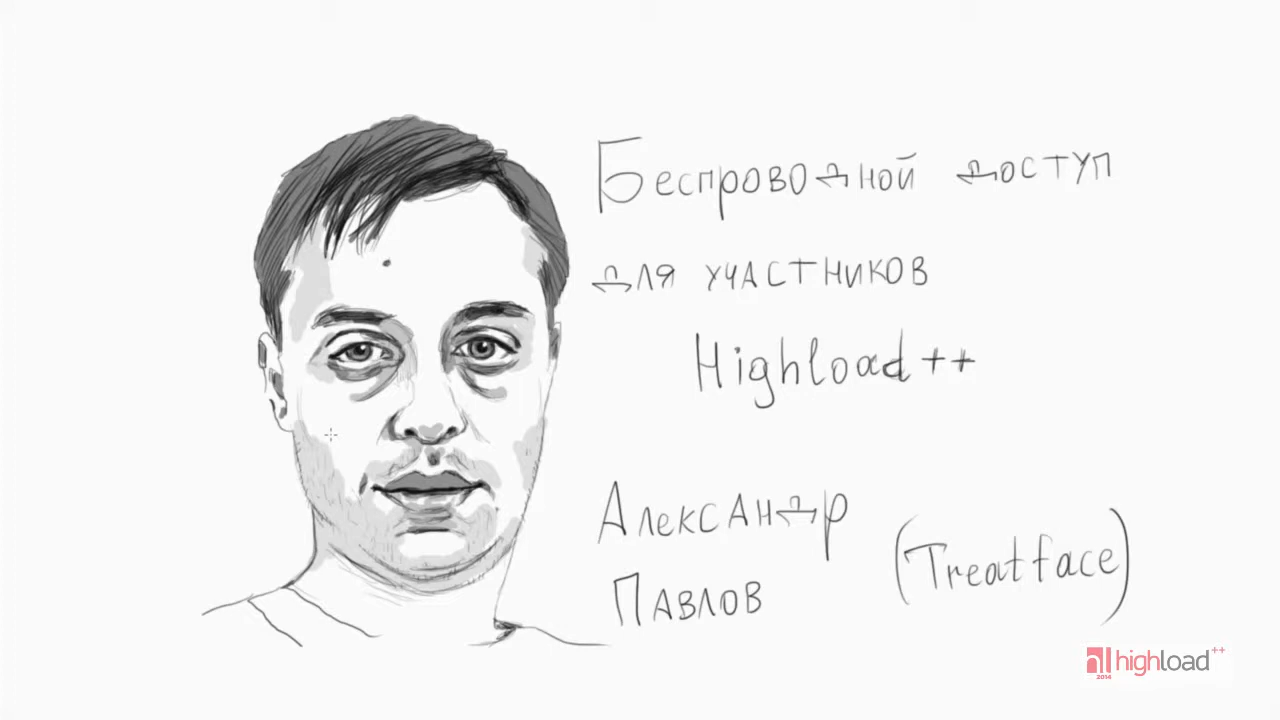 Беспроводной доступ
для участников
Highload++
Александр
Павлов
(Treatface)
highload++
2014